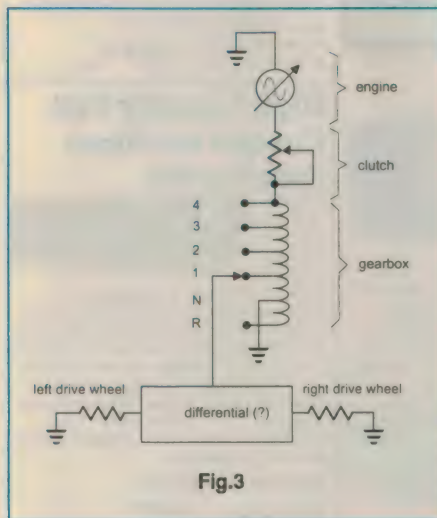 engine
clutch
4
3
2
1
gearbox
N
R
left drive wheel
right drive wheel
differential (?)
Fig.3